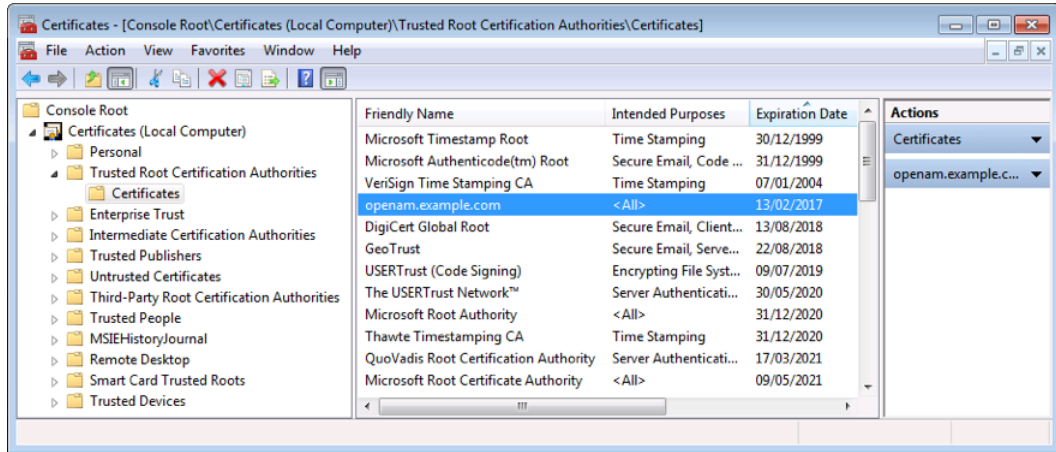 Certificates - [Console Root\Certificates (Local Computer)\Trusted Root Certification Authorities\Certificates]
File Action View Favorites Window Help
Console Root
Certificates (Local Computer)
Personal
Trusted Root Certification Authorities
Certificates
Enterprise Trust
Intermediate Certification Authorities
Trusted Publishers
Untrusted Certificates
Third-Party Root Certification Authorities
Trusted People
MSIEHistoryJournal
Remote Desktop
Smart Card Trusted Roots
Trusted Devices
Friendly Name Intended Purposes Expiration Date
Microsoft Timestamp Root Time Stamping 30/12/1999
Microsoft Authenticode(tm) Root Secure Email, Code ... 31/12/1999
VeriSign Time Stamping CA Time Stamping 07/01/2004
openam.example.com <All> 13/02/2017
DigiCert Global Root Secure Email, Client... 13/08/2018
GeoTrust Secure Email, Serve... 22/08/2018
USERTrust (Code Signing) Encrypting File Syst... 09/07/2019
The USERTrust Network™ Server Authenticati... 30/05/2020
Microsoft Root Authority <All> 31/12/2020
Thawte Timestamping CA Time Stamping 31/12/2020
QuoVadis Root Certification Authority Server Authenticati... 17/03/2021
Microsoft Root Certificate Authority <All> 09/05/2021
Actions
Certificates
openam.example.c...